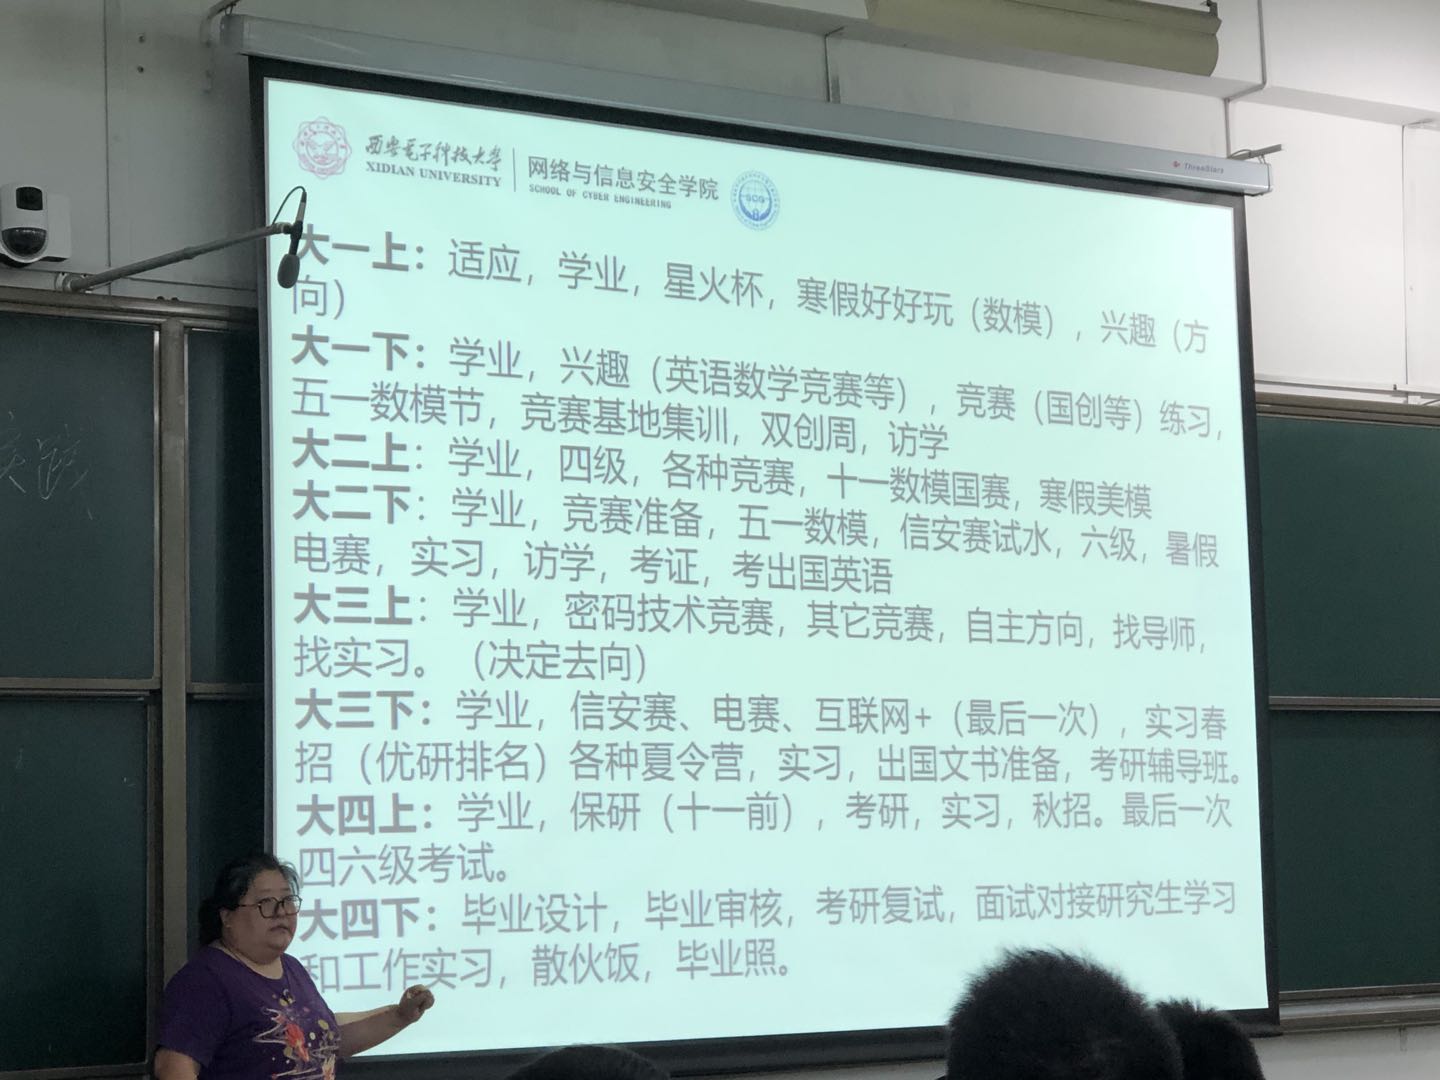 西安电子科技大学
XIDIAN UNIVERSITY
网络与信息安全学院
SCHOOL OF CYBER ENGINEERING
ThreeStars
大一上：适应，学业，星火杯，寒假好好玩（数模），兴趣（方
向）
大一下：学业，兴趣（英语数学竞赛等），竞赛（国创等）练习，
五一数模节，竞赛基地集训，双创周，访学
大二上：学业，四级，各种竞赛，十一数模国赛，寒假美模
大二下：学业，竞赛准备，五一数模，信安赛试水，六级，暑假
电赛，实习，访学，考证，考出国英语
大三上：学业，密码技术竞赛，其它竞赛，自主方向，找导师，
找实习。（决定去向）
大三下：学业，信安赛、电赛、互联网+（最后一次），实习春
招（优研排名）各种夏令营，实习，出国文书准备，考研辅导班。
大四上：学业，保研（十一前），考研，实习，秋招。最后一次
四六级考试。
大四下：毕业设计，毕业审核，考研复试，面试对接研究生学习
和工作实习，散伙饭，毕业照。